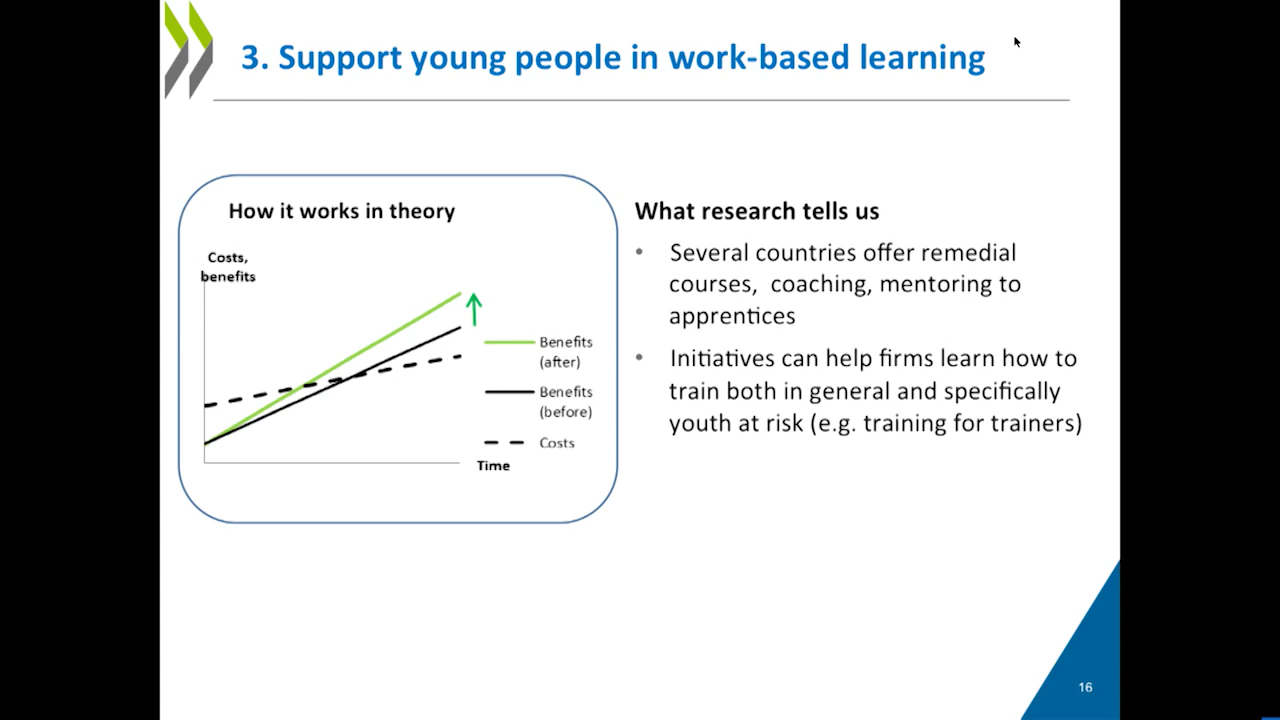 3. Support young people in work-based learning
How it works in theory
Costs,
benefits
Benefits
(after)
Benefits
(before)
Costs
Time
What research tells us
• Several countries offer remedial
courses, coaching, mentoring to
apprentices
• Initiatives can help firms learn how to
train both in general and specifically
youth at risk (e.g. training for trainers)
16